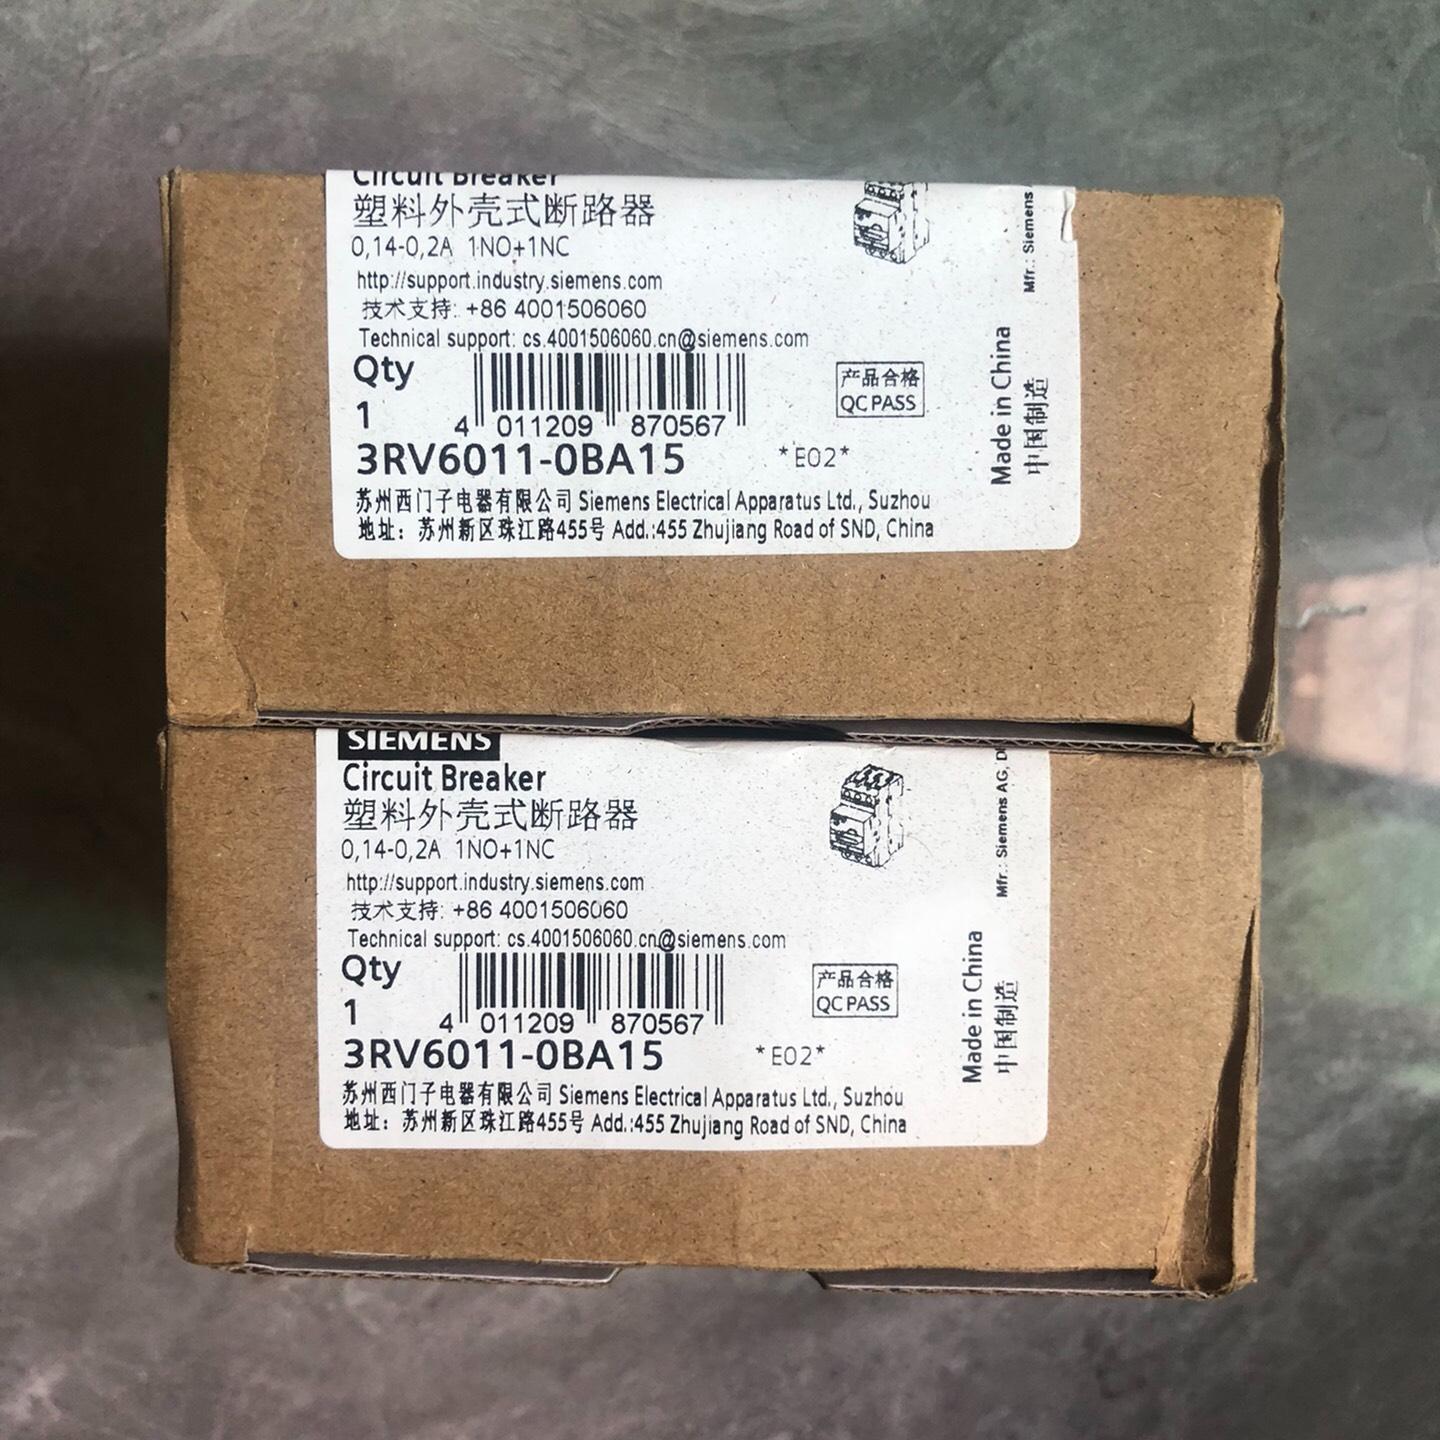 Circuit Breaker
塑料外壳式断路器
0,14-0,2A 1NO+1NC
http://support.industry.siemens.com
技术支持: +86 4001506060
Technical support: cs.4001506060.cn@siemens.com
Qty
1
4 011209 870567
3RV6011-0BA15
*E02*
产品合格
QC PASS
苏州西门子电器有限公司 Siemens Electrical Apparatus Ltd., Suzhou
地址: 苏州新区珠江路455号 Add.:455 Zhujiang Road of SND, China
Made in China
中国制造
Mfr.: Siemens
SIEMENS
Circuit Breaker
塑料外壳式断路器
0,14-0,2A 1NO+1NC
http://support.industry.siemens.com
技术支持: +86 4001506060
Technical support: cs.4001506060.cn@siemens.com
Qty
1
4 011209 870567
3RV6011-0BA15
*E02*
产品合格
QC PASS
苏州西门子电器有限公司 Siemens Electrical Apparatus Ltd., Suzhou
地址: 苏州新区珠江路455号 Add.:455 Zhujiang Road of SND, China
Made in China
中国制造
Mfr.: Siemens AG,